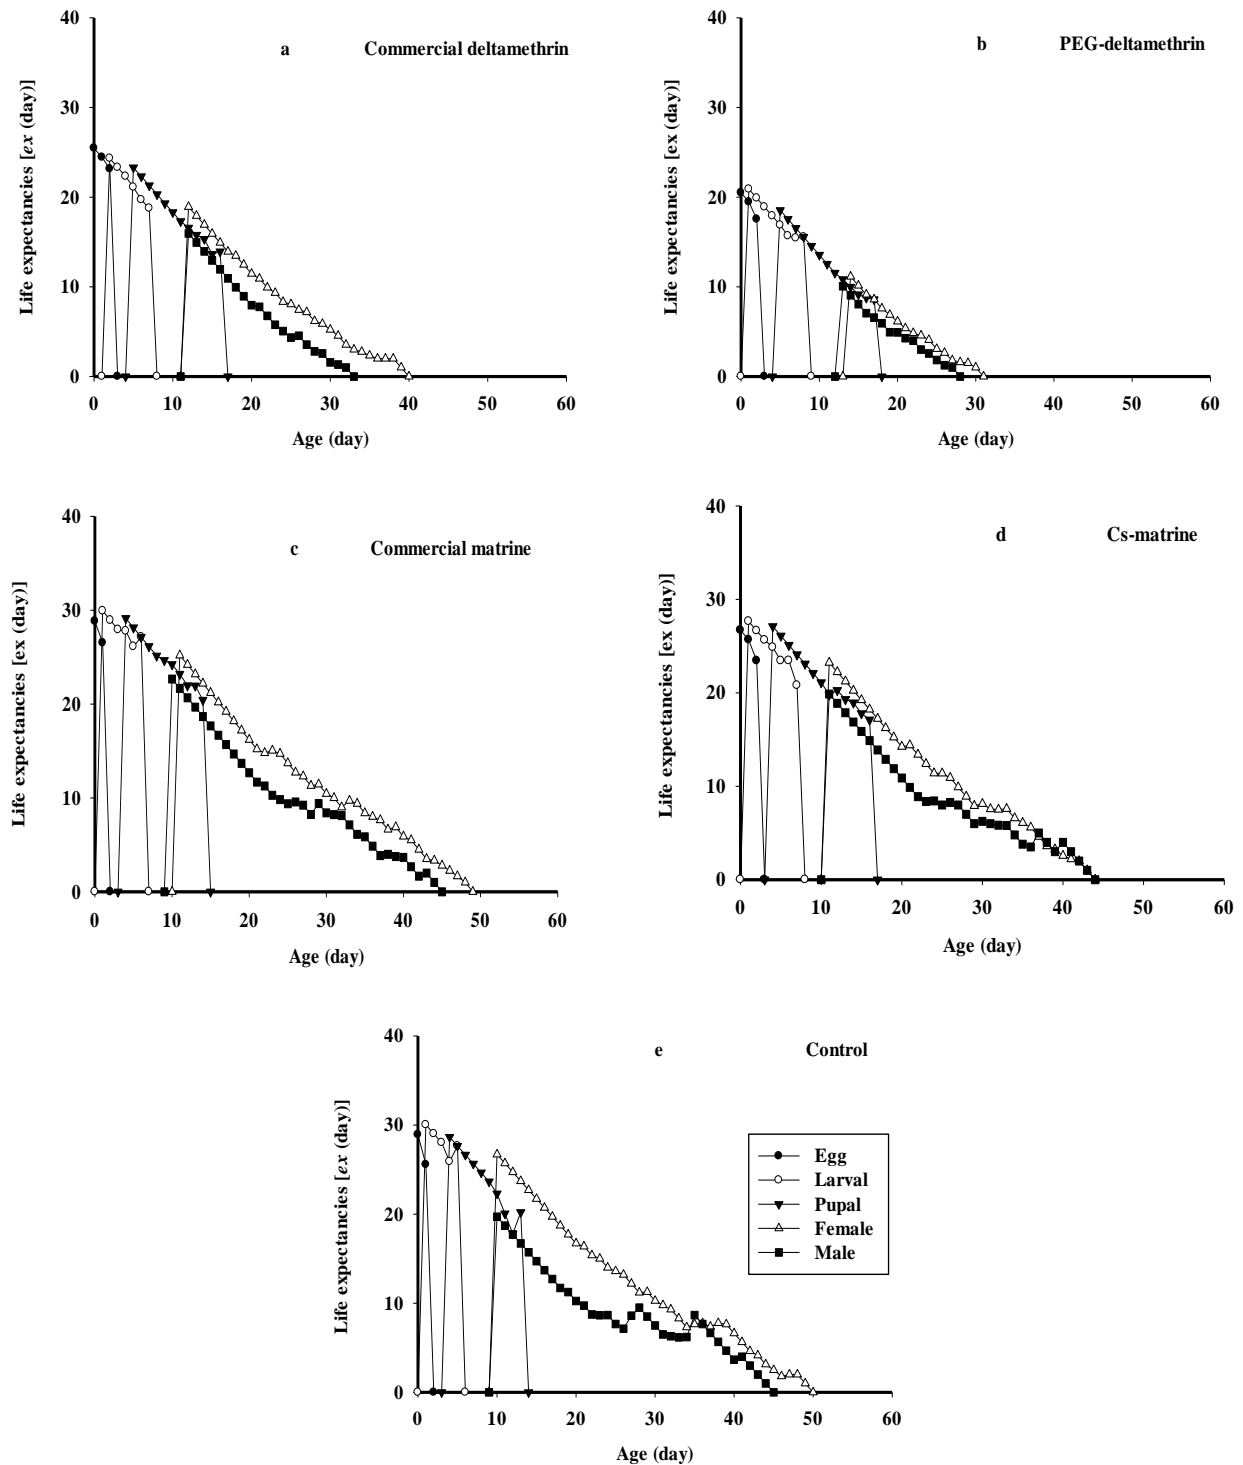 a Commercial deltamethrin
Life expectancies [ex (day)]
40
30
20
10
0
0 10 20 30 40 50 60
Age (day)
b PEG-deltamethrin
Life expectancies [ex (day)]
40
30
20
10
0
0 10 20 30 40 50 60
Age (day)
c Commercial matrine
Life expectancies [ex (day)]
40
30
20
10
0
0 10 20 30 40 50 60
Age (day)
d Cs-matrine
Life expectancies [ex (day)]
40
30
20
10
0
0 10 20 30 40 50 60
Age (day)
e Control
Life expectancies [ex (day)]
40
30
20
10
0
0 10 20 30 40 50 60
Age (day)
Egg
Larval
Pupal
Female
Male